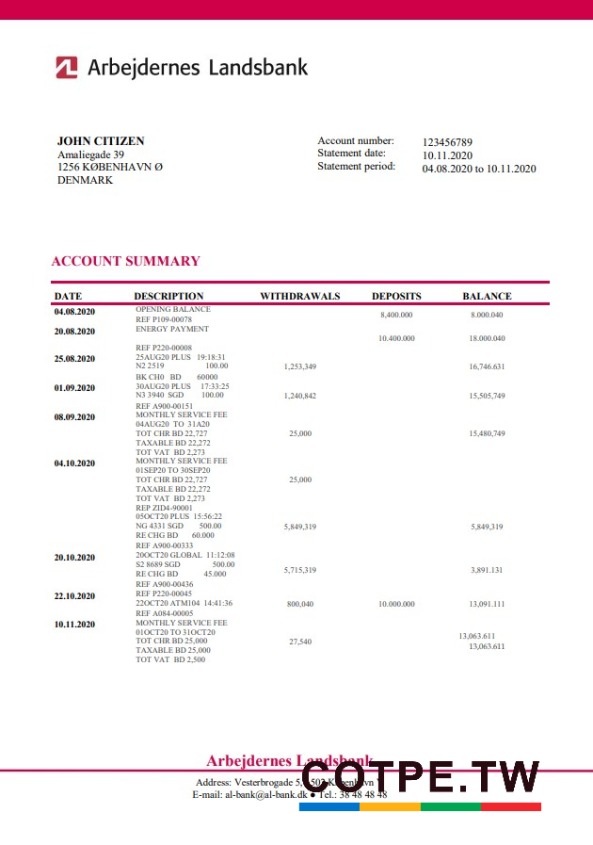 Arbejdernes Landsbank
JOHN CITIZEN
Amaliegade 39
1256 KØBENHAVN Ø
DENMARK
Account number: 123456789
Statement date: 10.11.2020
Statement period: 04.08.2020 to 10.11.2020
ACCOUNT SUMMARY
DATE DESCRIPTION WITHDRAWALS DEPOSITS BALANCE
04.08.2020 OPENING BALANCE 8,400.000 8.000.040
REF P109-00078
20.08.2020 ENERGY PAYMENT
10.400.000 18.000.040
REF P220-00008
25.08.2020 25AUG20 PLUS 19:18:31
N2 2519 100.00 1,253,349 16,746.631
BK CH0 BD 60000
01.09.2020 30AUG20 PLUS 17:33:25
N3 3940 SGD 100.00 1,240,842 15,505,749
REF A900-00151
08.09.2020 MONTHLY SERVICE FEE
04AUG20 TO 31A20
TOT CHR BD 22,727 25,000 15,480,749
TAXABLE BD 22,272
TOT VAT BD 2,273
04.10.2020 MONTHLY SERVICE FEE
01SEP20 TO 30SEP20
TOT CHR BD 22,727 25,000
TAXABLE BD 22,272
TOT VAT BD 2,273
REP ZID4-90001
05OCT20 PLUS 15:56:22
NG 4331 SGD 500.00 5,849,319 5,849,319
RE CHG BD 60.000
REF A900-00333
20.10.2020 20OCT20 GLOBAL 11:12:08
S2 8689 SGD 500.00 5,715,319 3,891.131
RE CHG BD 45.000
REF A900-00436
22.10.2020 REF P220-00045
22OCT20 ATM104 14:41:36 800,040 10.000.000 13,091.111
REF A084-00005
10.11.2020 MONTHLY SERVICE FEE
01OCT20 TO 31OCT20 13,063.611
TOT CHR BD 25,000 27,540 13,063.611
TAXABLE BD 25,000
TOT VAT BD 2,500
Arbejdernes Landsbank
Address: Vesterbrogade 5, 1502 København V
E-mail: al-bank@al-bank.dk ● Tel.: 38 48 48 48
COTPE.TW